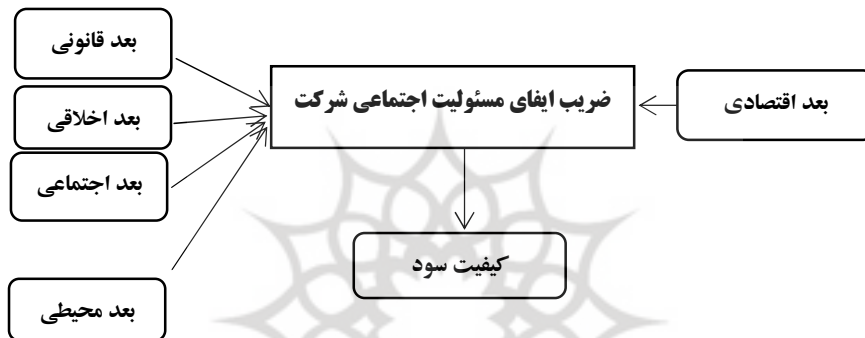 بعد قانونی
ضریب ایفای مسئولیت اجتماعی شرکت
بعد اقتصادی
بعد اخلاقی
بعد اجتماعی
کیفیت سود
بعد محیطی